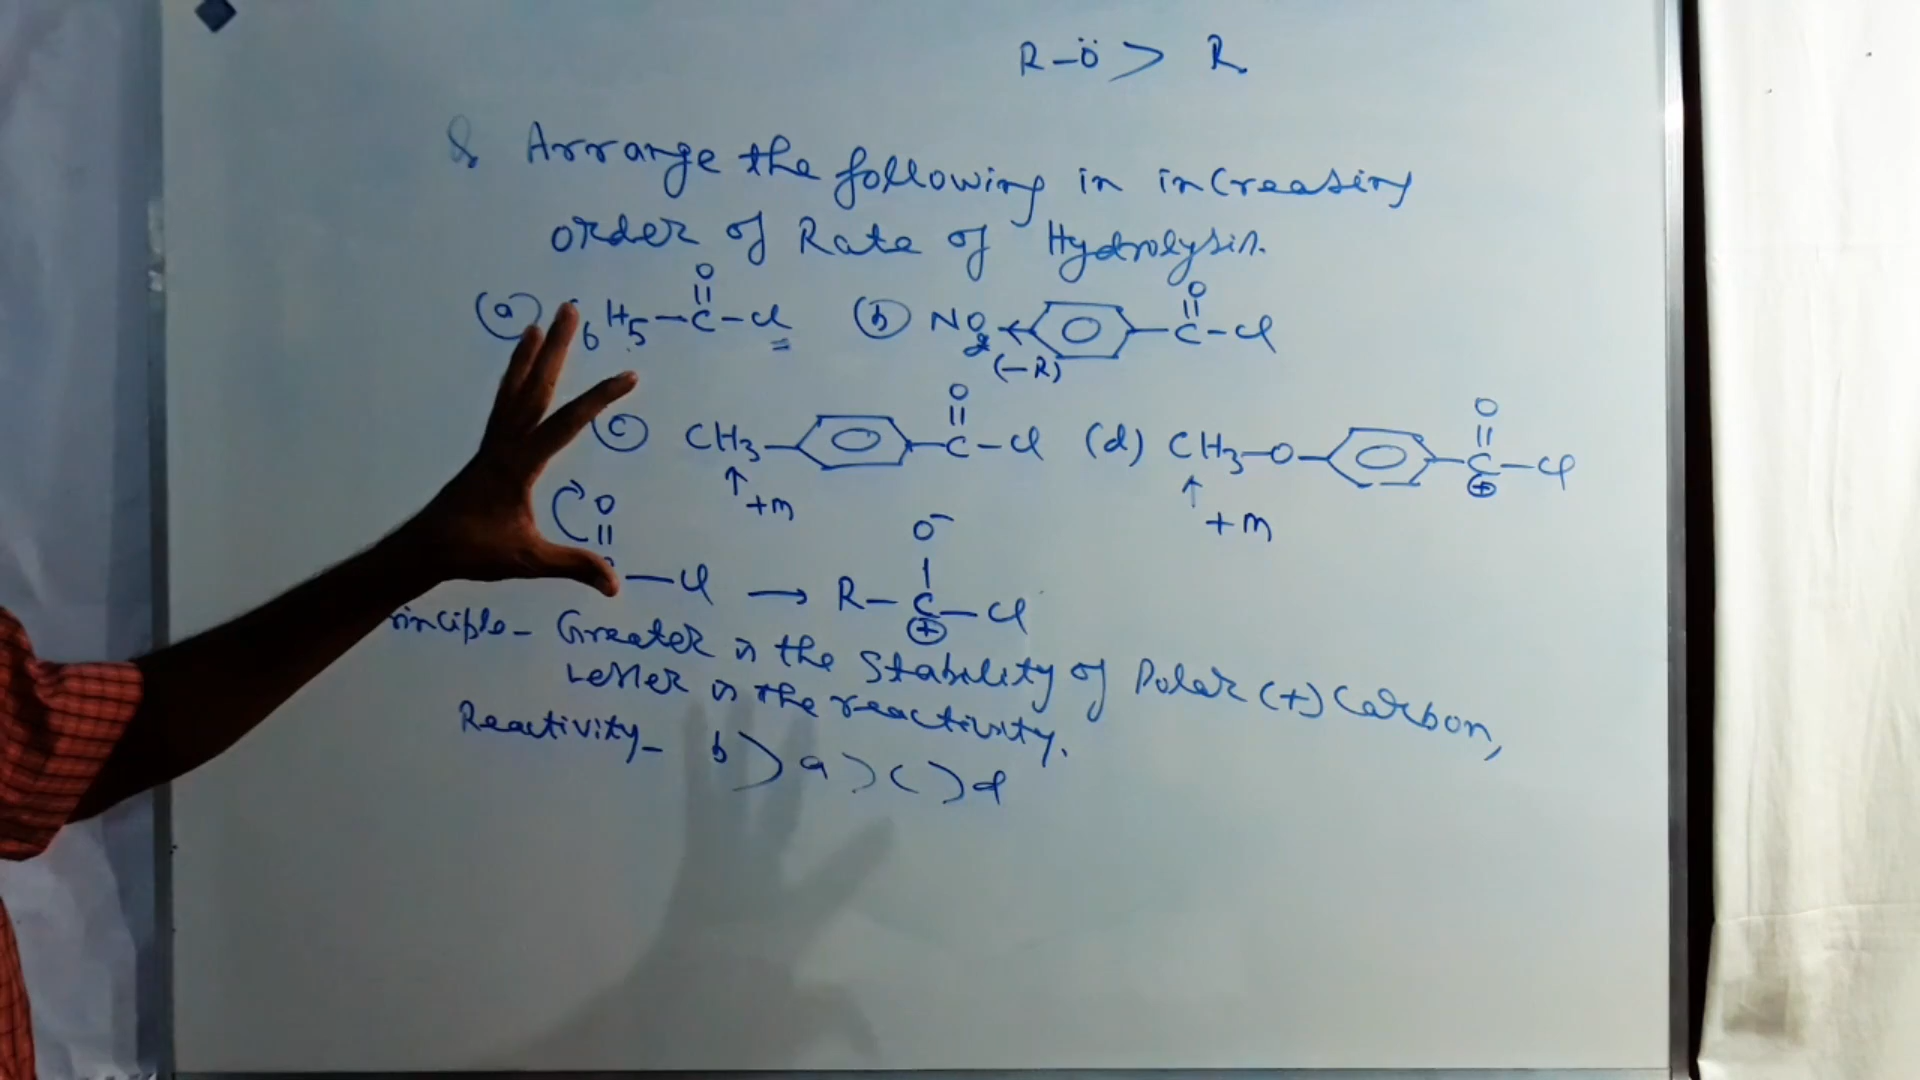 R-Ö > R
Q Arrange the following in increasing
order of Rate of Hydrolysis.
(a) 6H5-C-Cl (b) NO2 C-Cl
O O
(-R)
(c) CH3 C-Cl (d) CH3-O C-Cl
O O
↑ +m ↑ +m
⊕
O O-
-Cl → R-C-Cl
⊕
rinciple- Greater is the Stability of Polar (+) Carbon,
Lesser is the reactivity.
Reactivity- b > a > c > d